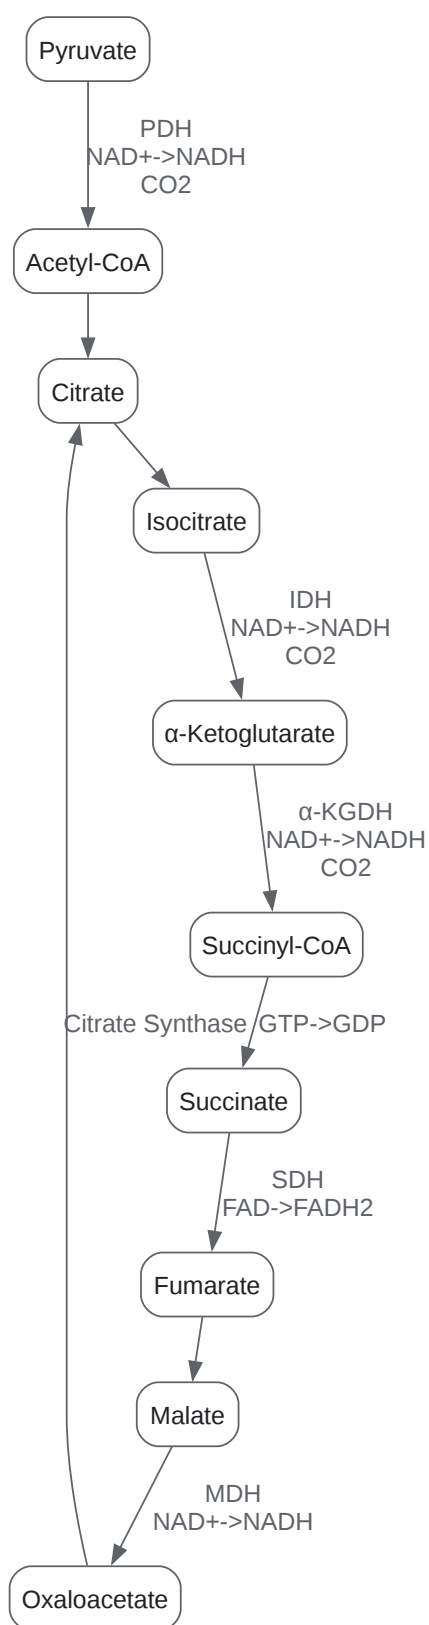 Pyruvate
PDH
NAD+->NADH
CO2
Acetyl-CoA
Citrate
Isocitrate
IDH
NAD+->NADH
CO2
α-Ketoglutarate
α-KGDH
NAD+->NADH
CO2
Succinyl-CoA
Citrate Synthase
GTP->GDP
Succinate
SDH
FAD->FADH2
Fumarate
Malate
MDH
NAD+->NADH
Oxaloacetate